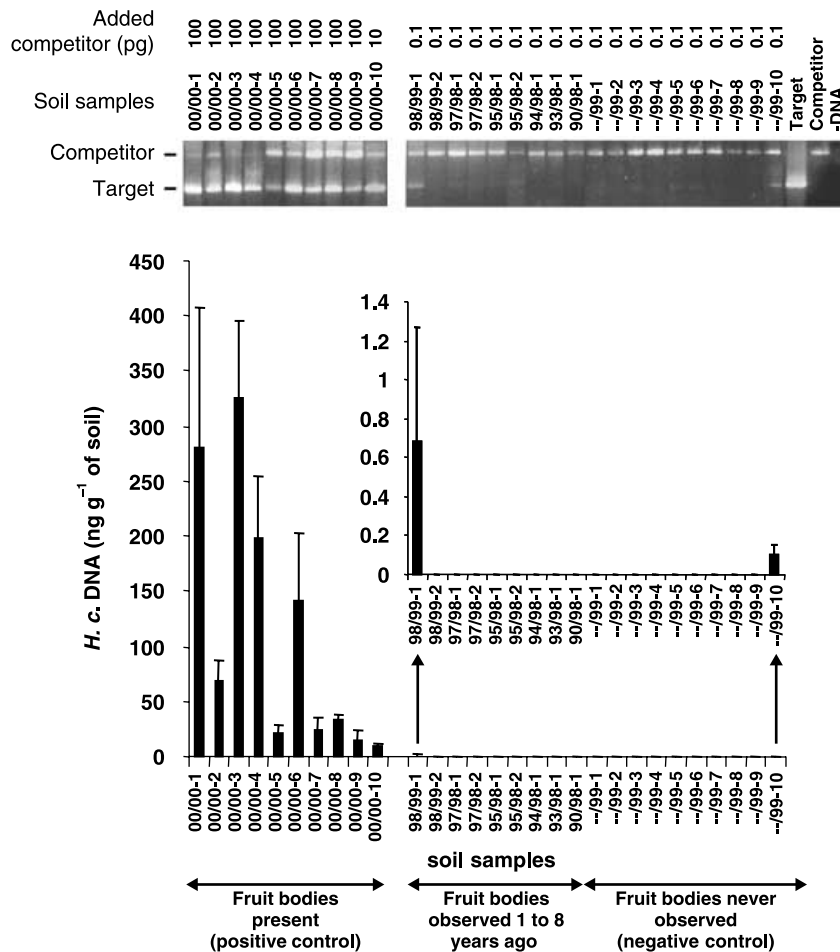 Added
competitor (pg)
100 100 100 100 100 100 100 100 100 10 0.1 0.1 0.1 0.1 0.1 0.1 0.1 0.1 0.1 0.1 0.1 0.1 0.1 0.1 0.1 0.1 0.1 0.1 0.1
Soil samples
00/00-1 00/00-2 00/00-3 00/00-4 00/00-5 00/00-6 00/00-7 00/00-8 00/00-9 00/00-10 98/99-1 98/99-2 97/98-1 97/98-2 95/98-1 95/98-2 94/98-1 93/98-1 90/98-1 --/99-1 --/99-2 --/99-3 --/99-4 --/99-5 --/99-6 --/99-7 --/99-8 --/99-9 --/99-10 Target Competitor -DNA
Competitor
Target
H. c. DNA (ng g⁻¹ of soil)
450
400
350
300
250
200
150
100
50
0
1.4
1.2
1
0.8
0.6
0.4
0.2
0
98/99-1 98/99-2 97/98-1 97/98-2 95/98-1 95/98-2 94/98-1 93/98-1 90/98-1 --/99-1 --/99-2 --/99-3 --/99-4 --/99-5 --/99-6 --/99-7 --/99-8 --/99-9 --/99-10
00/00-1 00/00-2 00/00-3 00/00-4 00/00-5 00/00-6 00/00-7 00/00-8 00/00-9 00/00-10 98/99-1 98/99-2 97/98-1 97/98-2 95/98-1 95/98-2 94/98-1 93/98-1 90/98-1 --/99-1 --/99-2 --/99-3 --/99-4 --/99-5 --/99-6 --/99-7 --/99-8 --/99-9 --/99-10
soil samples
Fruit bodies
present
(positive control)
Fruit bodies
observed 1 to 8
years ago
Fruit bodies never
observed
(negative control)